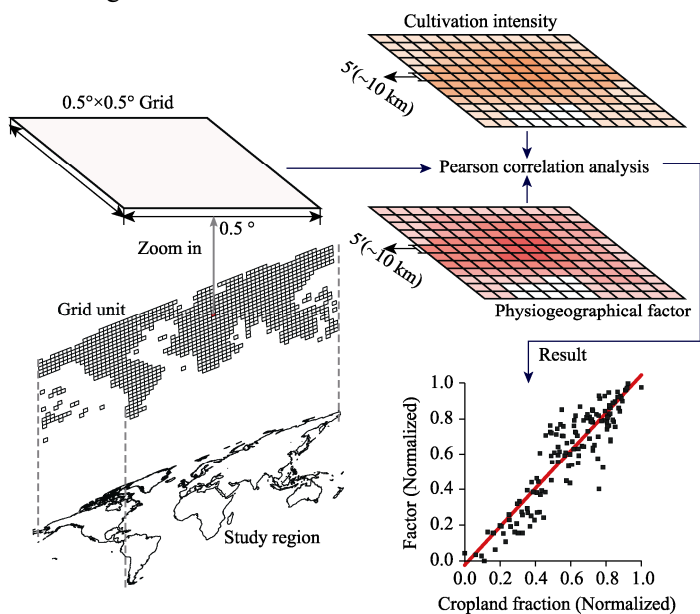 Cultivation intensity
5′(~10 km)
0.5°×0.5° Grid
Pearson correlation analysis
0.5 °
Zoom in
5′(~10 km)
Grid unit
Physiogeographical factor
Result
Study region
Factor (Normalized)
1.0
0.8
0.6
0.4
0.2
0.0
0.0 0.2 0.4 0.6 0.8 1.0
Cropland fraction (Normalized)